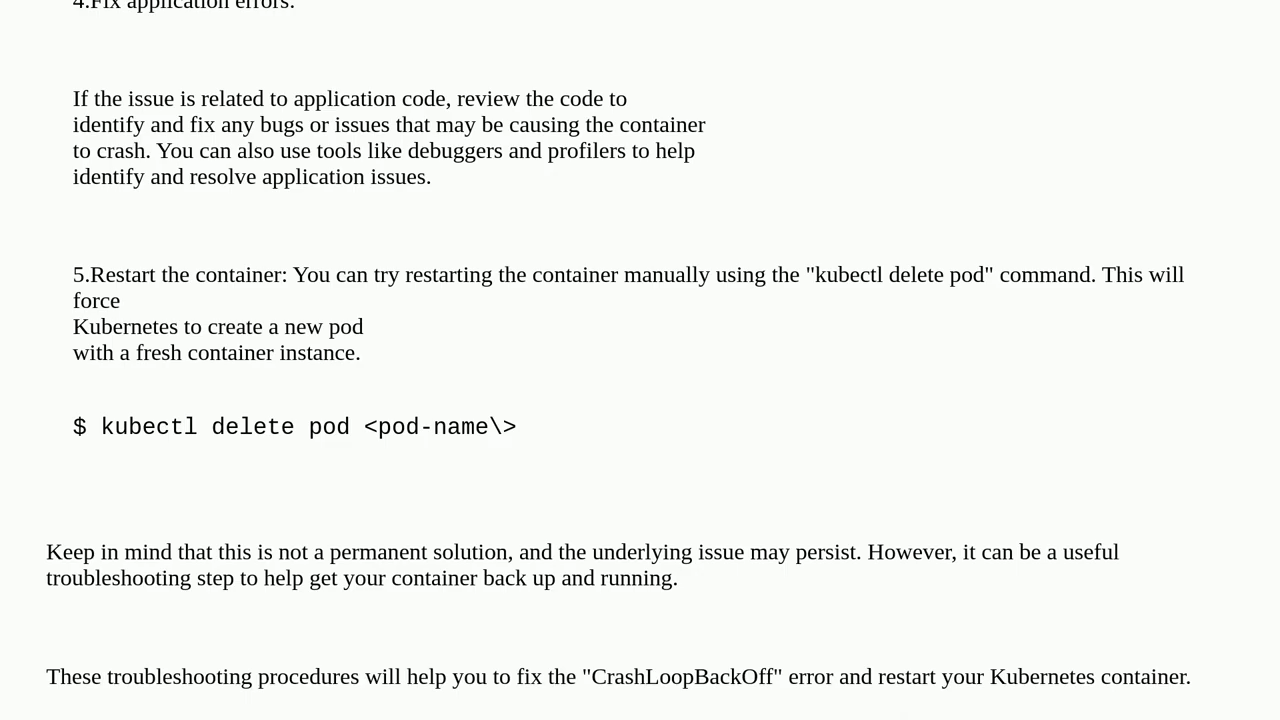 4.Fix application errors.
If the issue is related to application code, review the code to
identify and fix any bugs or issues that may be causing the container
to crash. You can also use tools like debuggers and profilers to help
identify and resolve application issues.
5.Restart the container: You can try restarting the container manually using the "kubectl delete pod" command. This will
force
Kubernetes to create a new pod
with a fresh container instance.
$ kubectl delete pod <pod-name\>
Keep in mind that this is not a permanent solution, and the underlying issue may persist. However, it can be a useful
troubleshooting step to help get your container back up and running.
These troubleshooting procedures will help you to fix the "CrashLoopBackOff" error and restart your Kubernetes container.